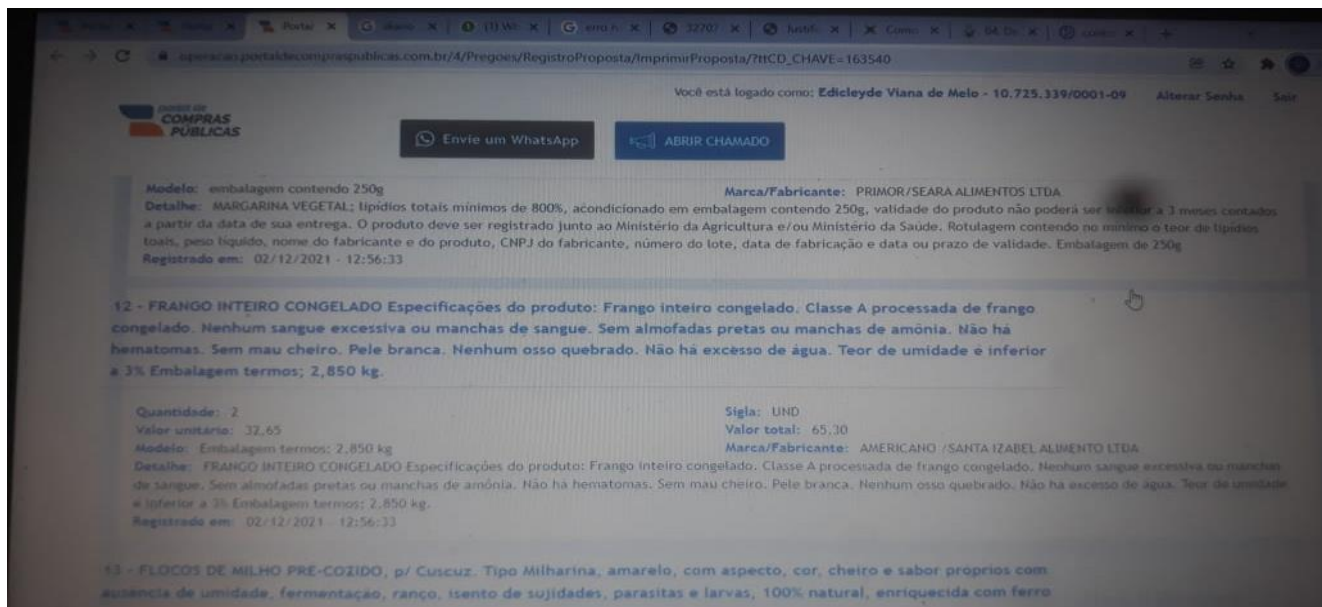 Portal
(1) Wh
erro n
32702
Justifi
Como
operacao.portaldecompraspublicas.com.br/4/Pregoes/RegistroProposta/ImprimirProposta/?ttCD_CHAVE=163540
Você está logado como: Edicleyde Viana de Melo - 10.725.339/0001-09 Alterar Senha Sair
portal de
COMPRAS
PÚBLICAS
Envie um WhatsApp ABRIR CHAMADO
Modelo: embalagem contendo 250g Marca/Fabricante: PRIMOR/SEARA ALIMENTOS LTDA
Detalhe: MARGARINA VEGETAL; lipídios totais mínimos de 800%, acondicionado em embalagem contendo 250g, validade do produto não poderá ser inferior a 3 meses contados
a partir da data de sua entrega. O produto deve ser registrado junto ao Ministério da Agricultura e/ou Ministério da Saúde. Rotulagem contendo no mínimo o teor de lipídios
toais, peso líquido, nome do fabricante e do produto, CNPJ do fabricante, número do lote, data de fabricação e data ou prazo de validade. Embalagem de 250g
Registrado em: 02/12/2021 - 12:56:33
12 - FRANGO INTEIRO CONGELADO Especificações do produto: Frango inteiro congelado. Classe A processada de frango
congelado. Nenhum sangue excessiva ou manchas de sangue. Sem almofadas pretas ou manchas de amônia. Não há
hematomas. Sem mau cheiro. Pele branca. Nenhum osso quebrado. Não há excesso de água. Teor de umidade é inferior
a 3% Embalagem termos; 2,850 kg.
Quantidade: 2 Sigla: UND
Valor unitário: 32,65 Valor total: 65,30
Modelo: Embalagem termos; 2,850 kg Marca/Fabricante: AMERICANO /SANTA IZABEL ALIMENTO LTDA
Detalhe: FRANGO INTEIRO CONGELADO Especificações do produto: Frango inteiro congelado. Classe A processada de frango congelado. Nenhum sangue excessiva ou manchas
de sangue. Sem almofadas pretas ou manchas de amônia. Não há hematomas. Sem mau cheiro. Pele branca. Nenhum osso quebrado. Não há excesso de água. Teor de umidade
é inferior a 3% Embalagem termos; 2,850 kg.
Registrado em: 02/12/2021 - 12:56:33
13 - FLOCOS DE MILHO PRE-COZIDO, p/ Cuscuz. Tipo Milharina, amarelo, com aspecto, cor, cheiro e sabor proprios com
ausencia de umidade, fermentação, ranço, isento de sujidades, parasitas e larvas, 100% natural, enriquecida com ferro